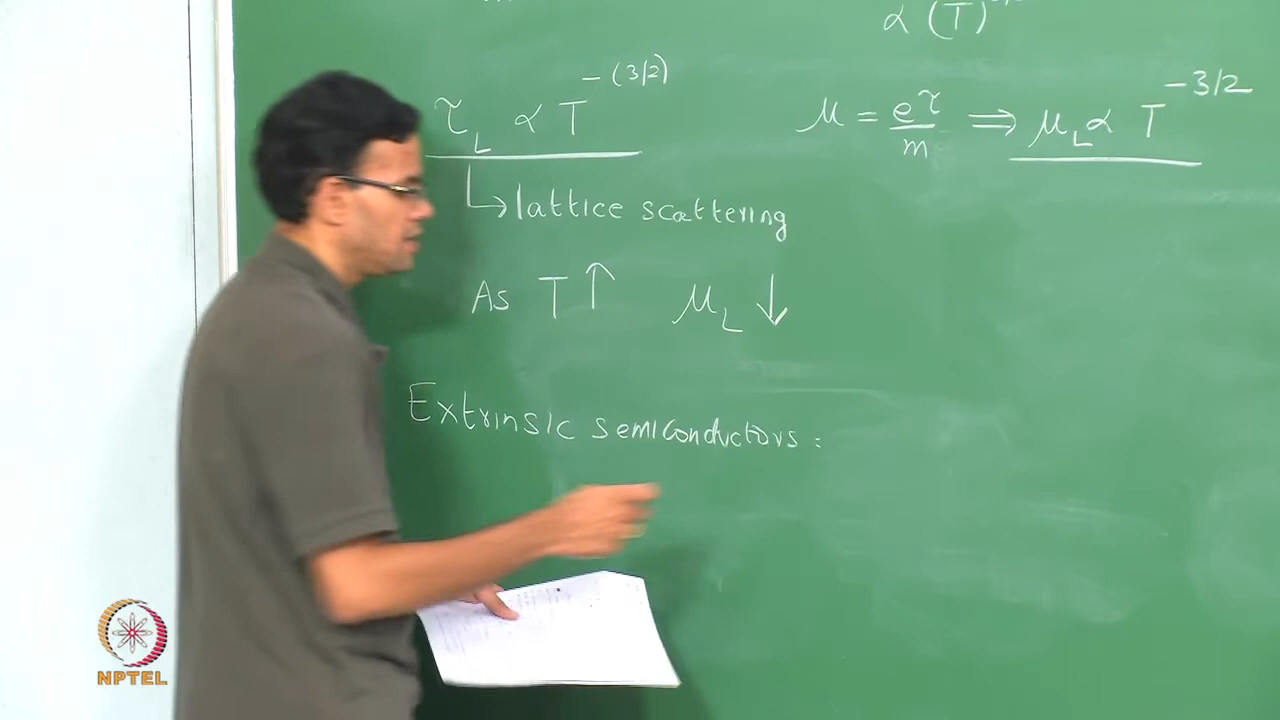 α (T)
τ_L α T^-(3/2)
μ = eτ/m ⇒ μ_L α T^-3/2
↳ lattice scattering
As T↑ μ_L ↓
Extrinsic semiconductors :
NPTEL